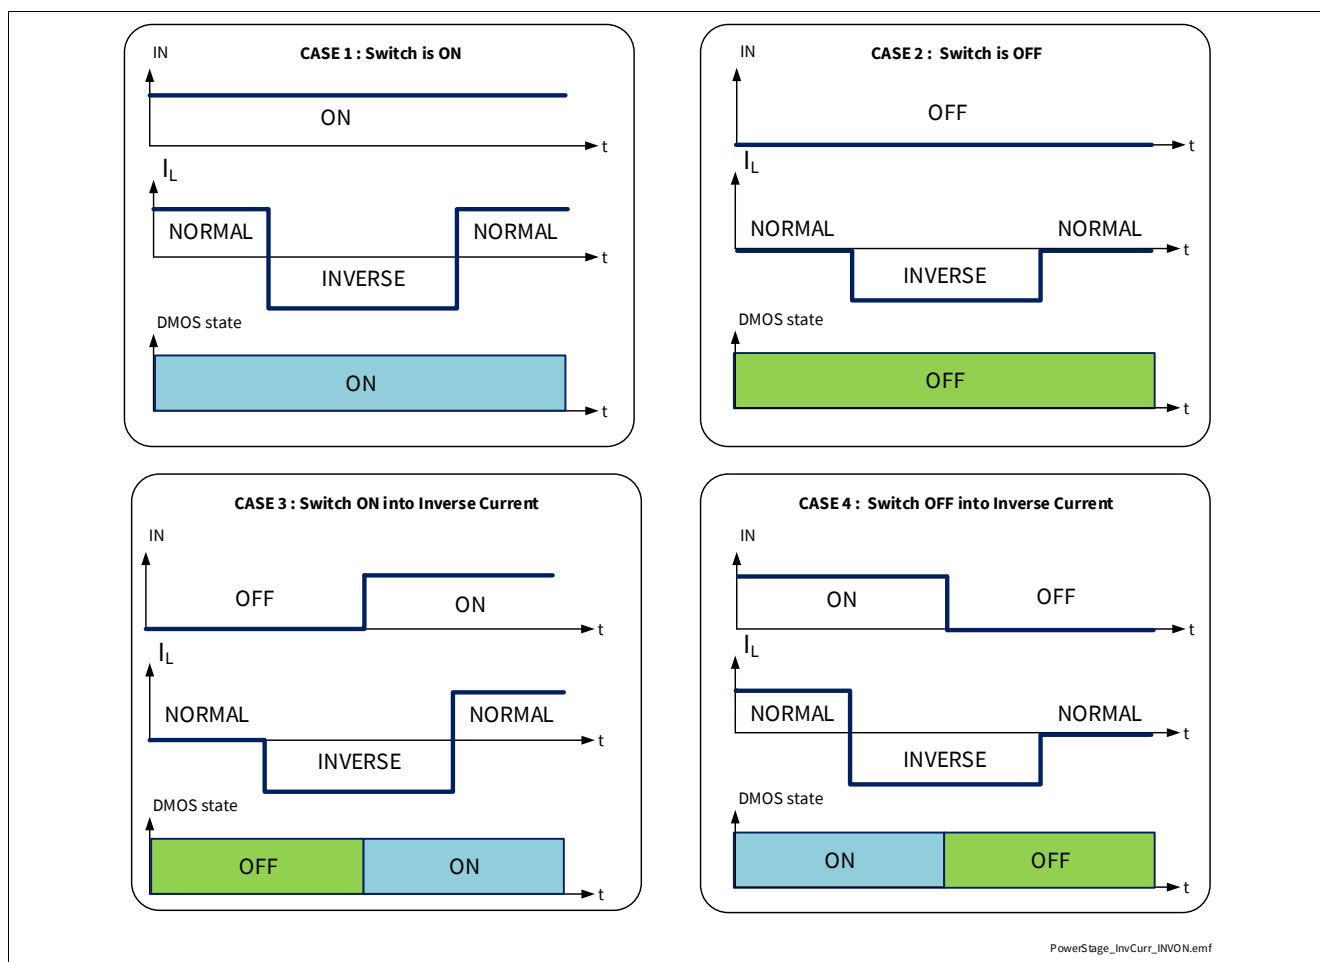 CASE 1 : Switch is ON
IN
ON
t
IL
NORMAL
NORMAL
t
INVERSE
DMOS state
ON
t
CASE 2 : Switch is OFF
IN
OFF
t
IL
NORMAL
NORMAL
t
INVERSE
DMOS state
OFF
t
CASE 3 : Switch ON into Inverse Current
IN
OFF
ON
t
IL
NORMAL
NORMAL
t
INVERSE
DMOS state
OFF
ON
t
CASE 4 : Switch OFF into Inverse Current
IN
ON
OFF
t
IL
NORMAL
NORMAL
t
INVERSE
DMOS state
ON
OFF
t
PowerStage_InvCurr_INVON.emf